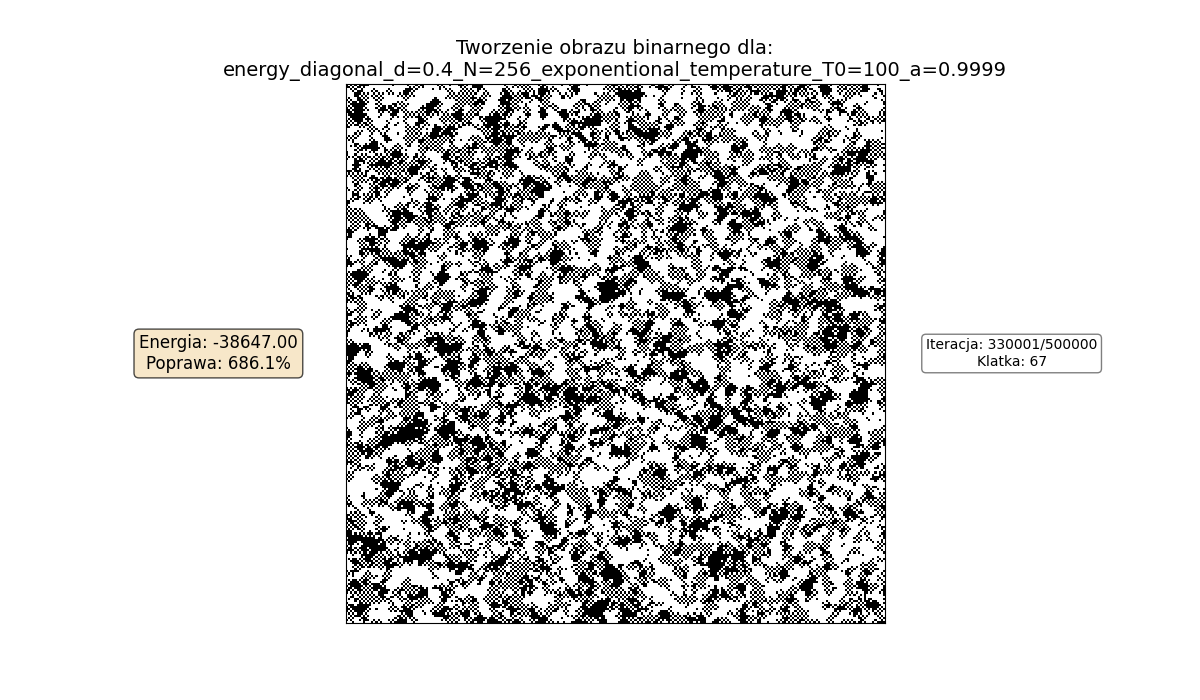 Tworzenie obrazu binarnego dla:
energy_diagonal_d=0.4_N=256_exponentional_temperature_T0=100_a=0.9999
Energia: -38647.00
Poprawa: 686.1%
Iteracja: 330001/500000
Klatka: 67